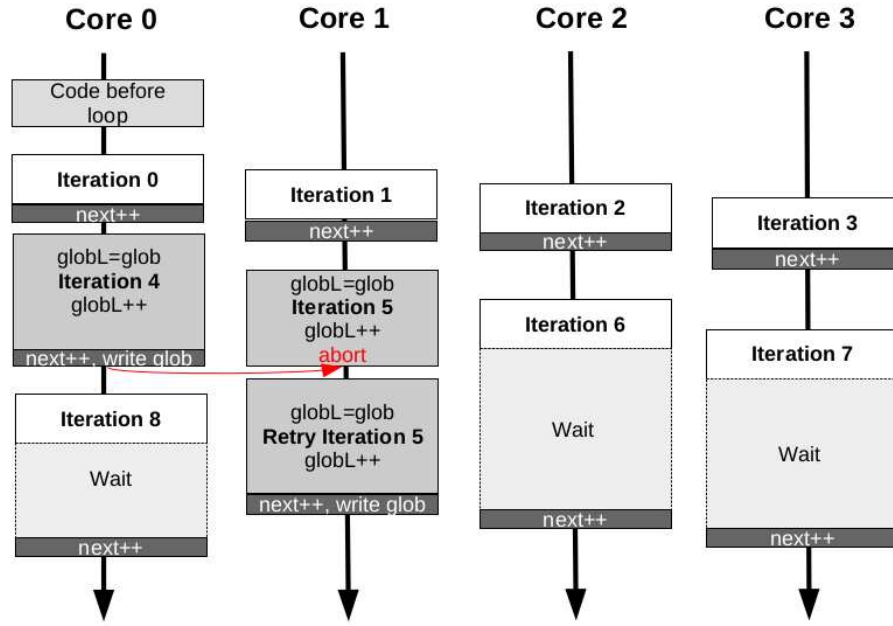 Core 0
Core 1
Core 2
Core 3
Code before
loop
Iteration 0
next++
globL=glob
Iteration 4
globL++
next++, write glob
Iteration 8
Wait
next++
Iteration 1
next++
globL=glob
Iteration 5
globL++
abort
globL=glob
Retry Iteration 5
globL++
next++, write glob
Iteration 2
next++
Iteration 6
Wait
next++
Iteration 3
next++
Iteration 7
Wait
next++